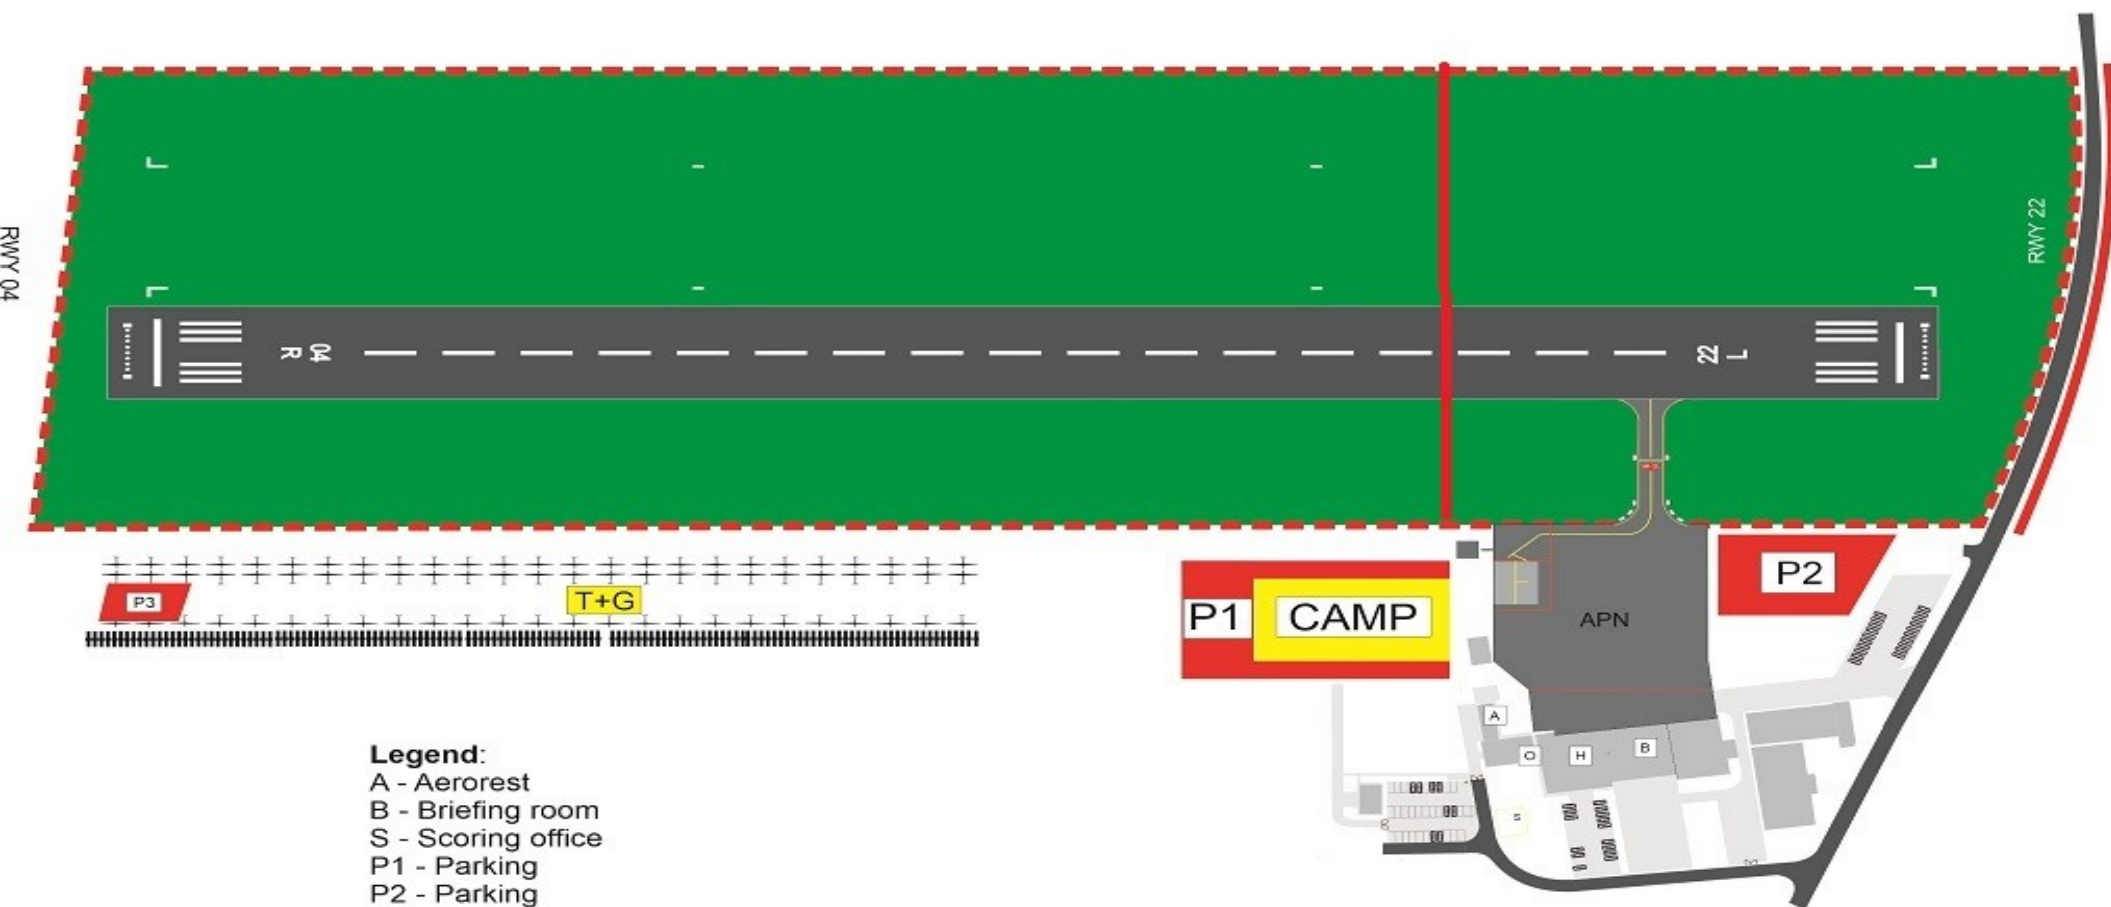 RWY 04
RWY 22
04
R
22
L
P3
T+G
P1
CAMP
P2
APN
A
O
H
B
S
Legend:
A - Aerorest
B - Briefing room
S - Scoring office
P1 - Parking
P2 - Parking